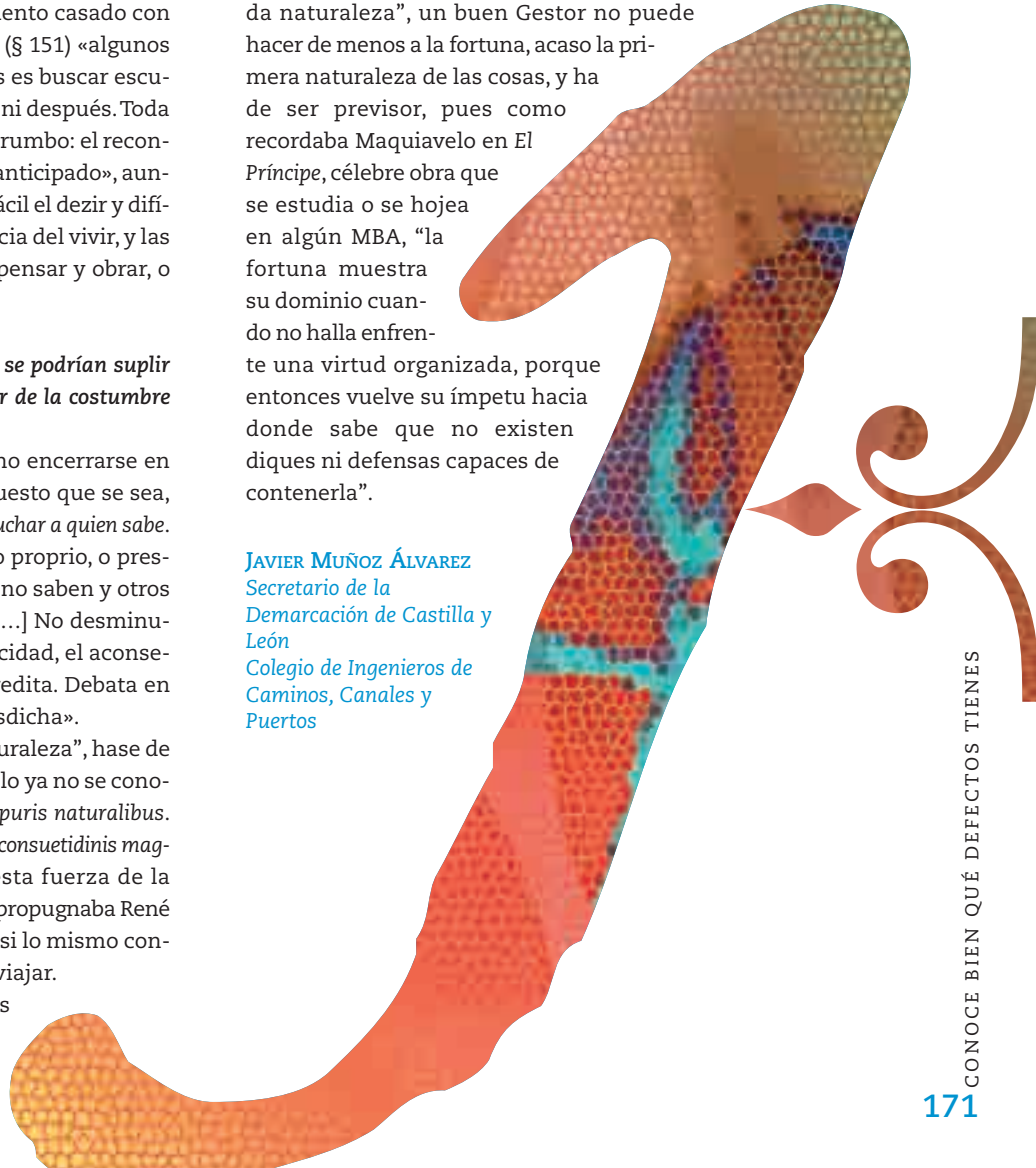 ento casado con
(§ 151) «algunos
s es buscar escu-
ni después. Toda
rumbo: el recon-
anticipado», aun-
ácil el dezir y difí-
cia del vivir, y las
pensar y obrar, o
se podrían suplir
r de la costumbre
no encerrarse en
uesto que se sea,
uchar a quien sabe.
o proprio, o pres-
no saben y otros
…] No desminu-
cidad, el aconse-
edita. Debata en
sdicha».
uraleza”, hase de
lo ya no se cono-
puris naturalibus.
consuetidinis mag-
sta fuerza de la
propugnaba René
si lo mismo con-
viajar.
s
da naturaleza”, un buen Gestor no puede
hacer de menos a la fortuna, acaso la pri-
mera naturaleza de las cosas, y ha
de ser previsor, pues como
recordaba Maquiavelo en El
Príncipe, célebre obra que
se estudia o se hojea
en algún MBA, “la
fortuna muestra
su dominio cuan-
do no halla enfren-
te una virtud organizada, porque
entonces vuelve su ímpetu hacia
donde sabe que no existen
diques ni defensas capaces de
contenerla”.
JAVIER MUÑOZ ÁLVAREZ
Secretario de la
Demarcación de Castilla y
León
Colegio de Ingenieros de
Caminos, Canales y
Puertos
CONOCE BIEN QUÉ DEFECTOS TIENES
171